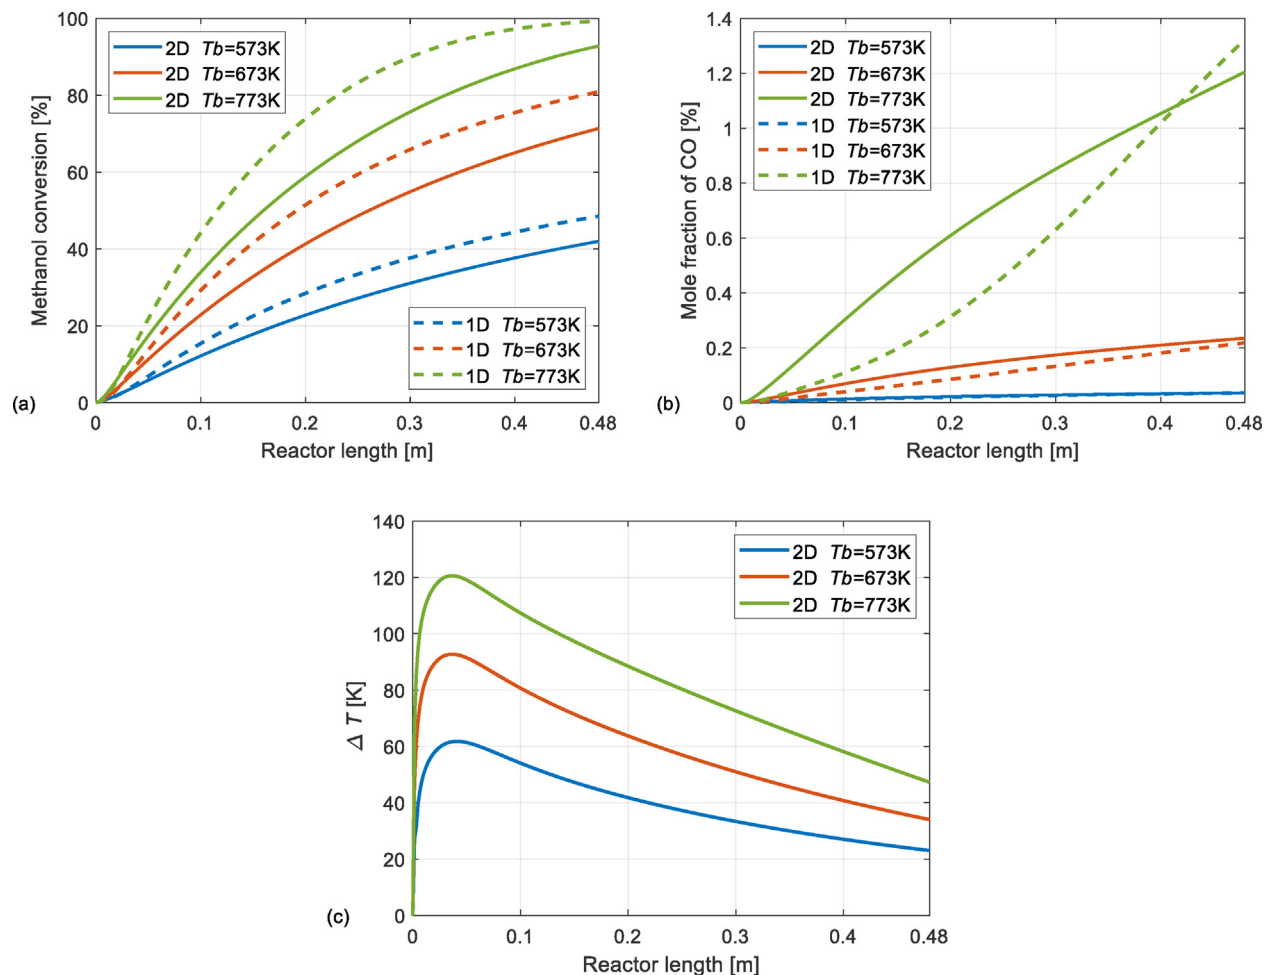 100
80
60
40
20
0
Methanol conversion [%]
2D Tb=573K
2D Tb=673K
2D Tb=773K
1D Tb=573K
1D Tb=673K
1D Tb=773K
(a)
0 0.1 0.2 0.3 0.4 0.48
Reactor length [m]
1.4
1.2
1
0.8
0.6
0.4
0.2
0
Mole fraction of CO [%]
2D Tb=573K
2D Tb=673K
2D Tb=773K
1D Tb=573K
1D Tb=673K
1D Tb=773K
(b)
0 0.1 0.2 0.3 0.4 0.48
Reactor length [m]
140
120
100
80
60
40
20
0
Δ T [K]
2D Tb=573K
2D Tb=673K
2D Tb=773K
(c)
0 0.1 0.2 0.3 0.4 0.48
Reactor length [m]